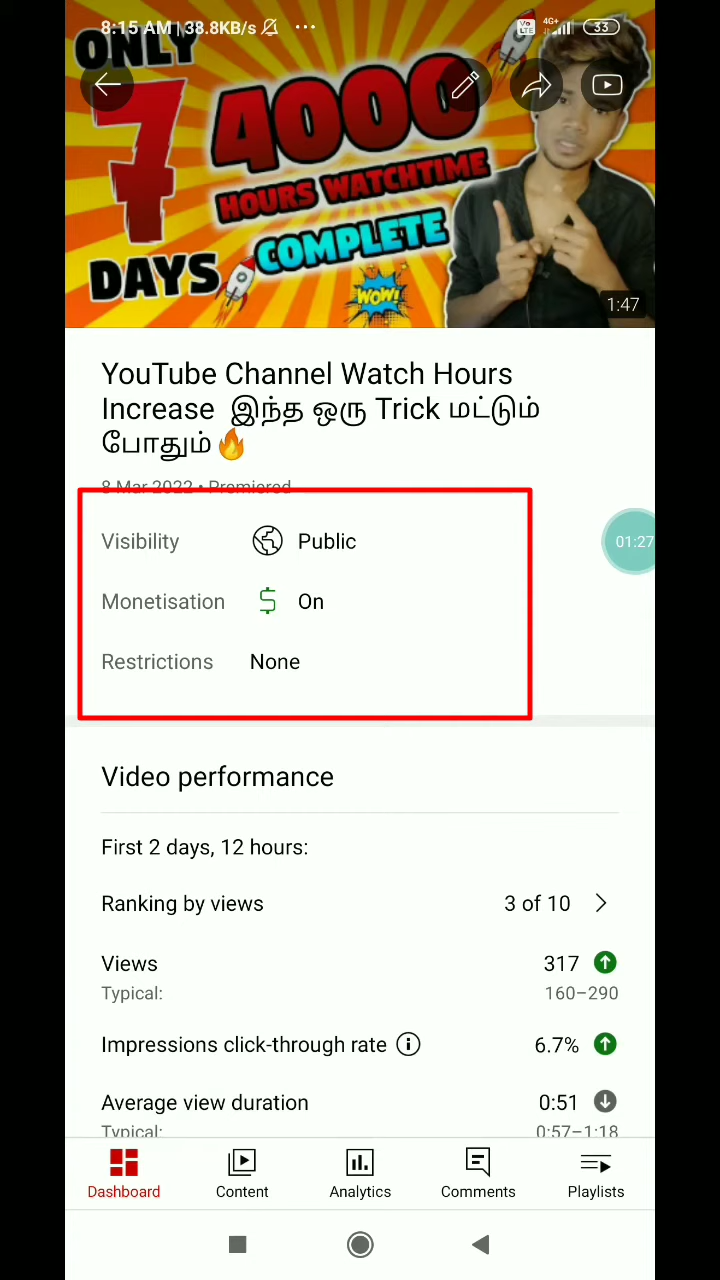 8:15 AM | 38.8KB/s
Vo LTE 4G+ 33
ONLY
7
DAYS
4000
HOURS WATCHTIME
COMPLETE
WOW!
1:47
YouTube Channel Watch Hours
Increase இந்த ஒரு Trick மட்டும்
போதும்🔥
8 Mar 2022 • Premiered
Visibility Public
01:27
Monetisation On
Restrictions None
Video performance
First 2 days, 12 hours:
Ranking by views 3 of 10
Views 317
Typical: 160–290
Impressions click-through rate 6.7%
Average view duration 0:51
Typical: 0:57–1:18
Dashboard Content Analytics Comments Playlists